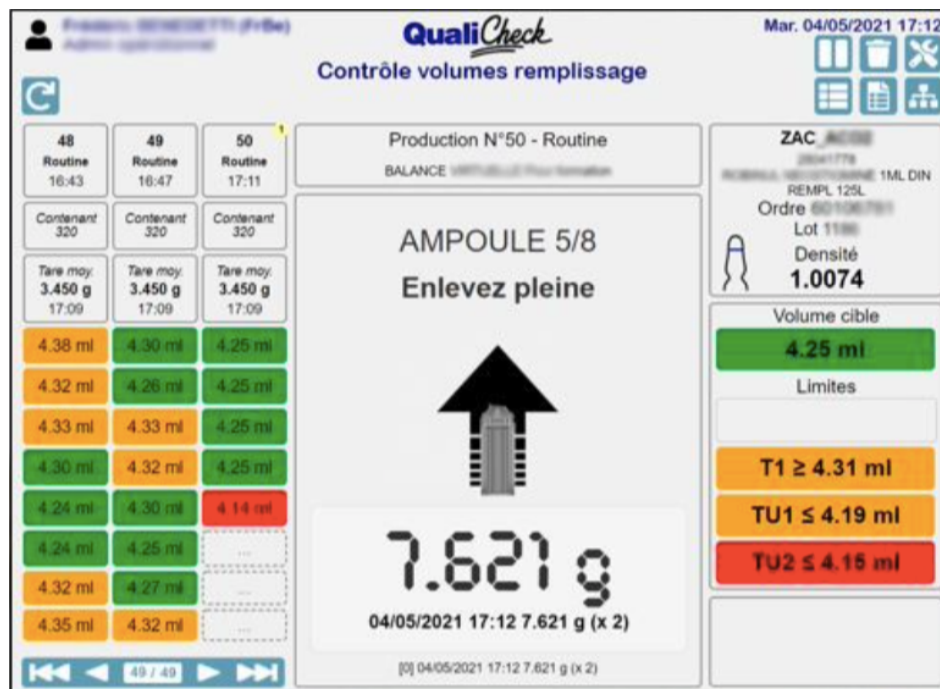 QualiCheck
Mar. 04/05/2021 17:12
Contrôle volumes remplissage
48
Routine
16:43
49
Routine
16:47
50
Routine
17:11
1
Contenant
320
Contenant
320
Contenant
320
Tare moy.
3.450 g
17:09
Tare moy.
3.450 g
17:09
Tare moy.
3.450 g
17:09
4.38 ml 4.30 ml 4.25 ml
4.32 ml 4.26 ml 4.25 ml
4.33 ml 4.33 ml 4.25 ml
4.30 ml 4.32 ml 4.25 ml
4.24 ml 4.30 ml 4.14 ml
4.24 ml 4.25 ml ...
4.32 ml 4.27 ml ...
4.35 ml 4.32 ml ...
49 / 49
Production N°50 - Routine
BALANCE
AMPOULE 5/8
Enlevez pleine
7.621 g
04/05/2021 17:12 7.621 g (x 2)
[0] 04/05/2021 17:12 7.621 g (x 2)
ZAC
1ML DIN
REMPL 125L
Ordre
Lot
Densité
1.0074
Volume cible
4.25 ml
Limites
T1 ≥ 4.31 ml
TU1 ≤ 4.19 ml
TU2 ≤ 4.15 ml